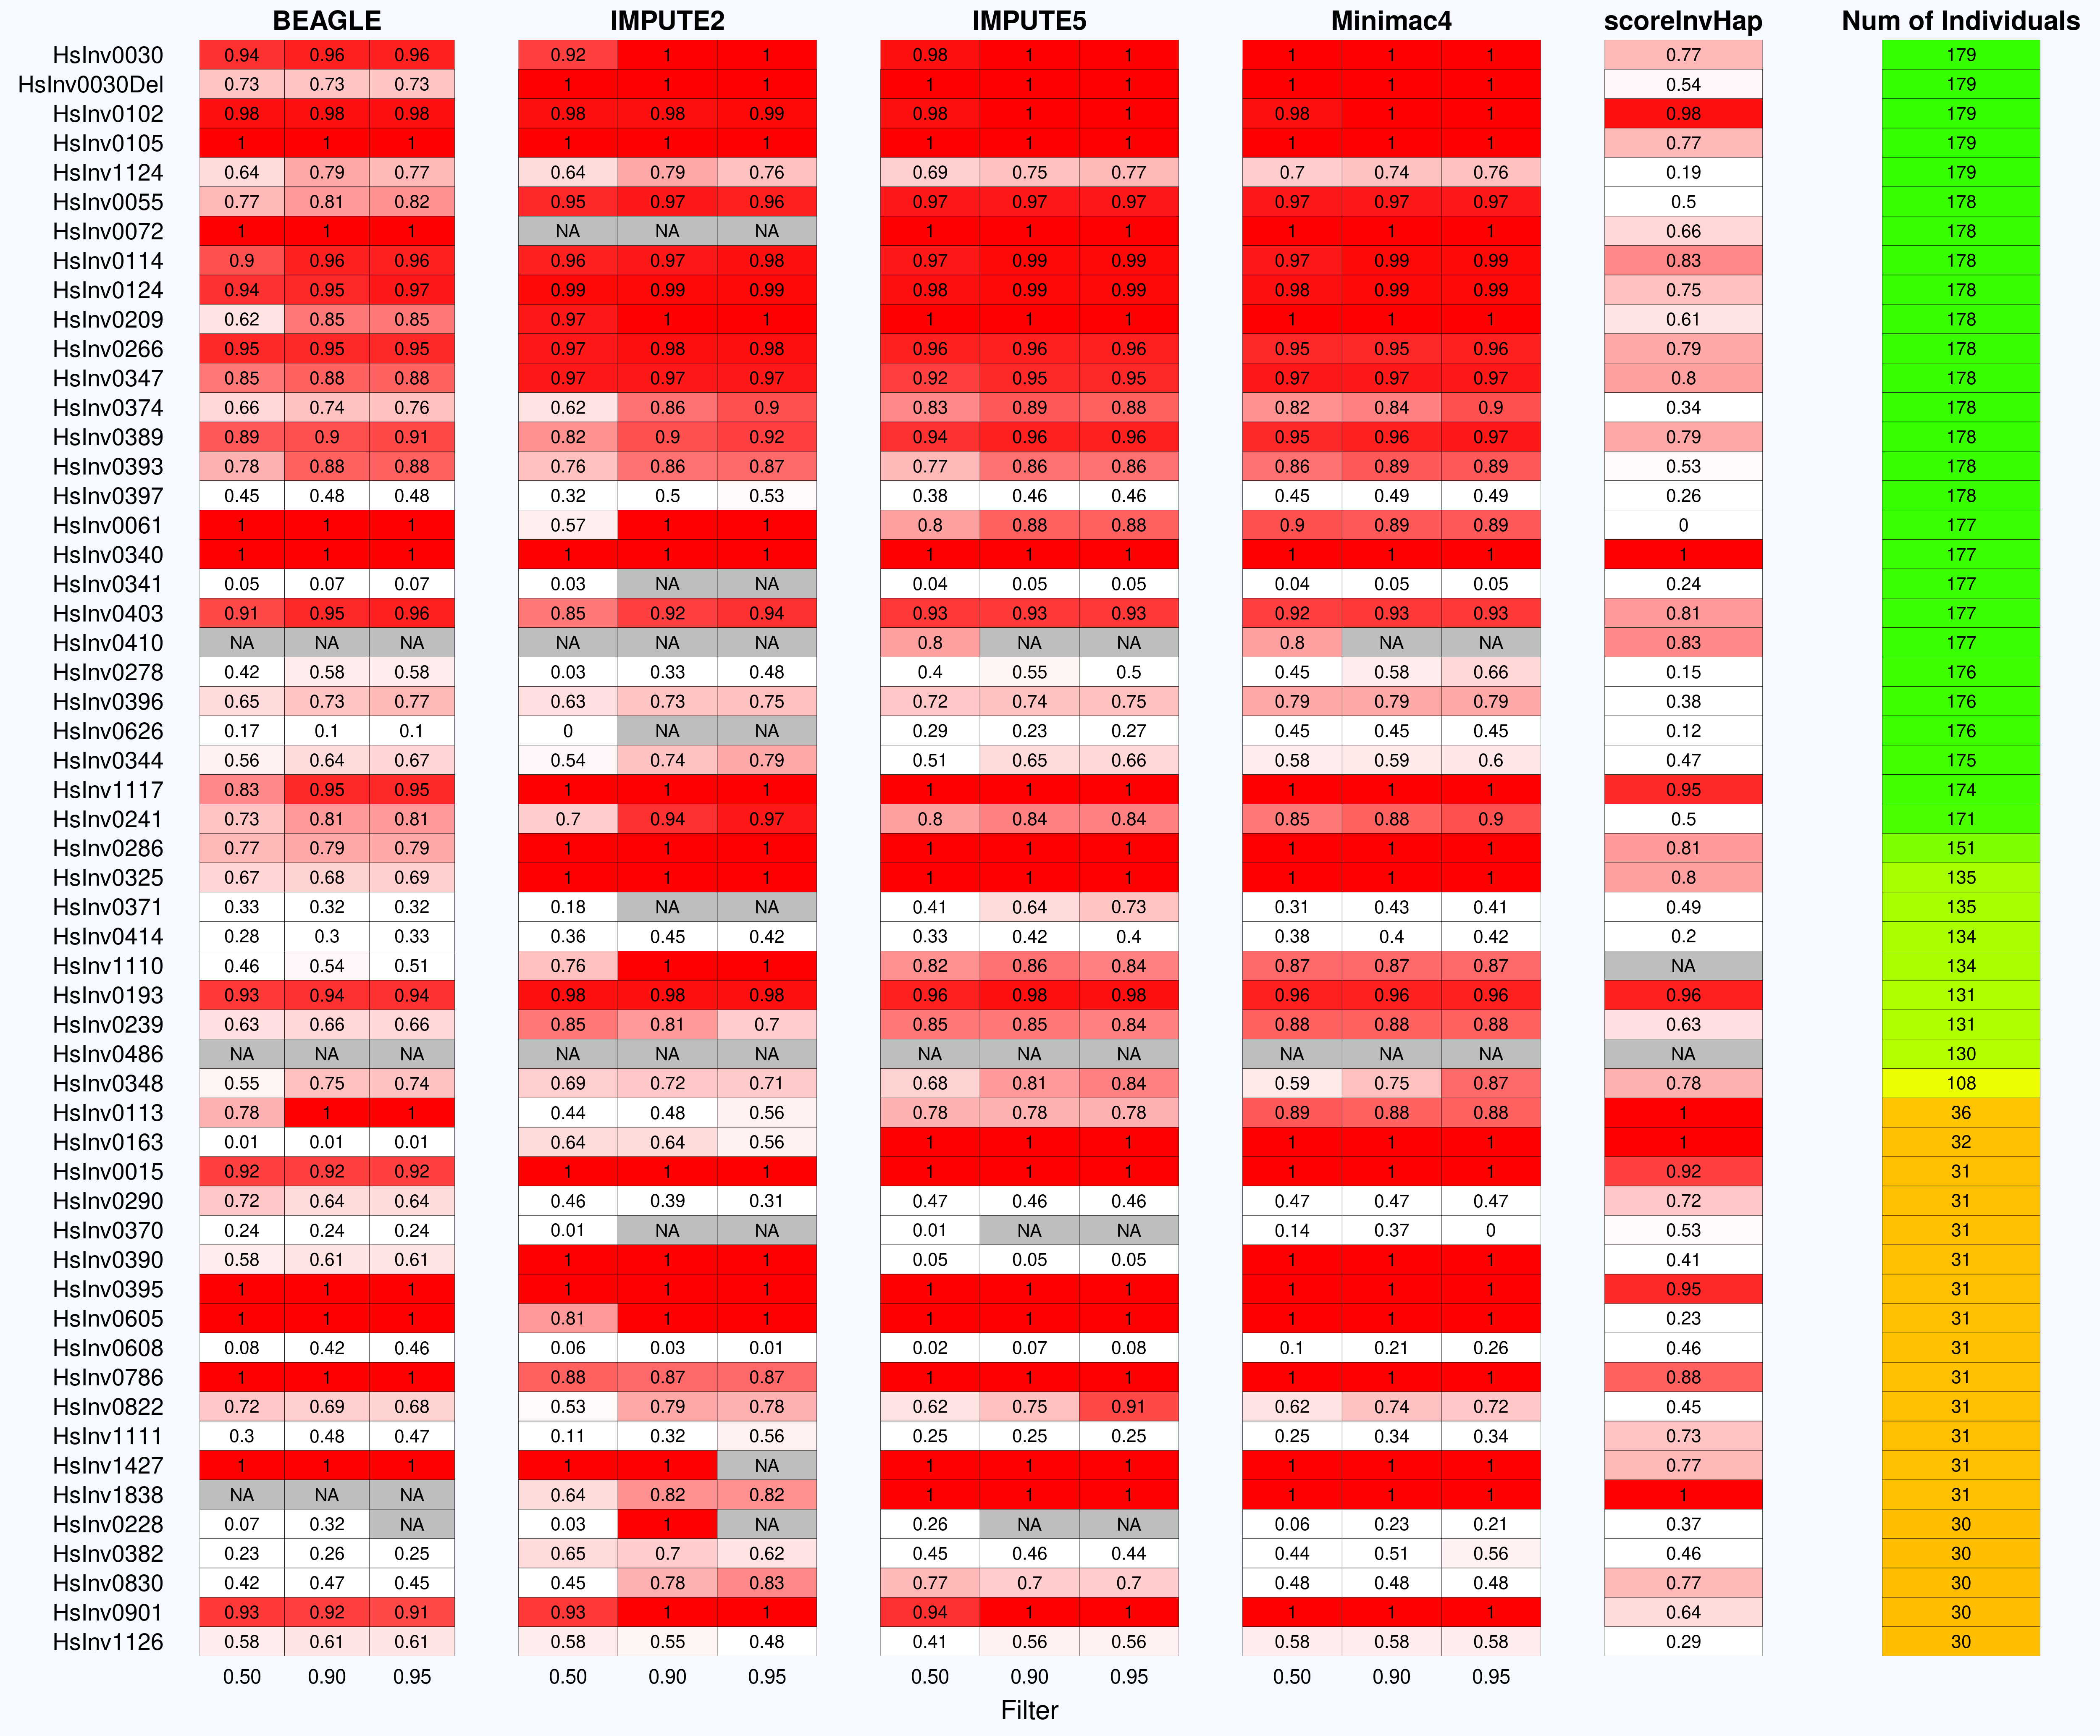 BEAGLE IMPUTE2 IMPUTE5 Minimac4 scoreInvHap Num of Individuals
HsInv0030 0.94 0.96 0.96 0.92 1 1 0.98 1 1 1 1 1 0.77 179
HsInv0030Del 0.73 0.73 0.73 1 1 1 1 1 1 1 1 1 0.54 179
HsInv0102 0.98 0.98 0.98 0.98 0.98 0.99 0.98 1 1 0.98 1 1 0.98 179
HsInv0105 1 1 1 1 1 1 1 1 1 1 1 1 0.77 179
HsInv1124 0.64 0.79 0.77 0.64 0.79 0.76 0.69 0.75 0.77 0.7 0.74 0.76 0.19 179
HsInv0055 0.77 0.81 0.82 0.95 0.97 0.96 0.97 0.97 0.97 0.97 0.97 0.97 0.5 178
HsInv0072 1 1 1 NA NA NA 1 1 1 1 1 1 0.66 178
HsInv0114 0.9 0.96 0.96 0.96 0.97 0.98 0.97 0.99 0.99 0.97 0.99 0.99 0.83 178
HsInv0124 0.94 0.95 0.97 0.99 0.99 0.99 0.98 0.99 0.99 0.98 0.99 0.99 0.75 178
HsInv0209 0.62 0.85 0.85 0.97 1 1 1 1 1 1 1 1 0.61 178
HsInv0266 0.95 0.95 0.95 0.97 0.98 0.98 0.96 0.96 0.96 0.95 0.95 0.96 0.79 178
HsInv0347 0.85 0.88 0.88 0.97 0.97 0.97 0.92 0.95 0.95 0.97 0.97 0.97 0.8 178
HsInv0374 0.66 0.74 0.76 0.62 0.86 0.9 0.83 0.89 0.88 0.82 0.84 0.9 0.34 178
HsInv0389 0.89 0.9 0.91 0.82 0.9 0.92 0.94 0.96 0.96 0.95 0.96 0.97 0.79 178
HsInv0393 0.78 0.88 0.88 0.76 0.86 0.87 0.77 0.86 0.86 0.86 0.89 0.89 0.53 178
HsInv0397 0.45 0.48 0.48 0.32 0.5 0.53 0.38 0.46 0.46 0.45 0.49 0.49 0.26 178
HsInv0061 1 1 1 0.57 1 1 0.8 0.88 0.88 0.9 0.89 0.89 0 177
HsInv0340 1 1 1 1 1 1 1 1 1 1 1 1 1 177
HsInv0341 0.05 0.07 0.07 0.03 NA NA 0.04 0.05 0.05 0.04 0.05 0.05 0.24 177
HsInv0403 0.91 0.95 0.96 0.85 0.92 0.94 0.93 0.93 0.93 0.92 0.93 0.93 0.81 177
HsInv0410 NA NA NA NA NA NA 0.8 NA NA 0.8 NA NA 0.83 177
HsInv0278 0.42 0.58 0.58 0.03 0.33 0.48 0.4 0.55 0.5 0.45 0.58 0.66 0.15 176
HsInv0396 0.65 0.73 0.77 0.63 0.73 0.75 0.72 0.74 0.75 0.79 0.79 0.79 0.38 176
HsInv0626 0.17 0.1 0.1 0 NA NA 0.29 0.23 0.27 0.45 0.45 0.45 0.12 176
HsInv0344 0.56 0.64 0.67 0.54 0.74 0.79 0.51 0.65 0.66 0.58 0.59 0.6 0.47 175
HsInv1117 0.83 0.95 0.95 1 1 1 1 1 1 1 1 1 0.95 174
HsInv0241 0.73 0.81 0.81 0.7 0.94 0.97 0.8 0.84 0.84 0.85 0.88 0.9 0.5 171
HsInv0286 0.77 0.79 0.79 1 1 1 1 1 1 1 1 1 0.81 151
HsInv0325 0.67 0.68 0.69 1 1 1 1 1 1 1 1 1 0.8 135
HsInv0371 0.33 0.32 0.32 0.18 NA NA 0.41 0.64 0.73 0.31 0.43 0.41 0.49 135
HsInv0414 0.28 0.3 0.33 0.36 0.45 0.42 0.33 0.42 0.4 0.38 0.4 0.42 0.2 134
HsInv1110 0.46 0.54 0.51 0.76 1 1 0.82 0.86 0.84 0.87 0.87 0.87 NA 134
HsInv0193 0.93 0.94 0.94 0.98 0.98 0.98 0.96 0.98 0.98 0.96 0.96 0.96 0.96 131
HsInv0239 0.63 0.66 0.66 0.85 0.81 0.7 0.85 0.85 0.84 0.88 0.88 0.88 0.63 131
HsInv0486 NA NA NA NA NA NA NA NA NA NA NA NA NA 130
HsInv0348 0.55 0.75 0.74 0.69 0.72 0.71 0.68 0.81 0.84 0.59 0.75 0.87 0.78 108
HsInv0113 0.78 1 1 0.44 0.48 0.56 0.78 0.78 0.78 0.89 0.88 0.88 1 36
HsInv0163 0.01 0.01 0.01 0.64 0.64 0.56 1 1 1 1 1 1 1 32
HsInv0015 0.92 0.92 0.92 1 1 1 1 1 1 1 1 1 0.92 31
HsInv0290 0.72 0.64 0.64 0.46 0.39 0.31 0.47 0.46 0.46 0.47 0.47 0.47 0.72 31
HsInv0370 0.24 0.24 0.24 0.01 NA NA 0.01 NA NA 0.14 0.37 0 0.53 31
HsInv0390 0.58 0.61 0.61 1 1 1 0.05 0.05 0.05 1 1 1 0.41 31
HsInv0395 1 1 1 1 1 1 1 1 1 1 1 1 0.95 31
HsInv0605 1 1 1 0.81 1 1 1 1 1 1 1 1 0.23 31
HsInv0608 0.08 0.42 0.46 0.06 0.03 0.01 0.02 0.07 0.08 0.1 0.21 0.26 0.46 31
HsInv0786 1 1 1 0.88 0.87 0.87 1 1 1 1 1 1 0.88 31
HsInv0822 0.72 0.69 0.68 0.53 0.79 0.78 0.62 0.75 0.91 0.62 0.74 0.72 0.45 31
HsInv1111 0.3 0.48 0.47 0.11 0.32 0.56 0.25 0.25 0.25 0.25 0.34 0.34 0.73 31
HsInv1427 1 1 1 1 1 NA 1 1 1 1 1 1 0.77 31
HsInv1838 NA NA NA 0.64 0.82 0.82 1 1 1 1 1 1 1 31
HsInv0228 0.07 0.32 NA 0.03 1 NA 0.26 NA NA 0.06 0.23 0.21 0.37 30
HsInv0382 0.23 0.26 0.25 0.65 0.7 0.62 0.45 0.46 0.44 0.44 0.51 0.56 0.46 30
HsInv0830 0.42 0.47 0.45 0.45 0.78 0.83 0.77 0.7 0.7 0.48 0.48 0.48 0.77 30
HsInv0901 0.93 0.92 0.91 0.93 1 1 0.94 1 1 1 1 1 0.64 30
HsInv1126 0.58 0.61 0.61 0.58 0.55 0.48 0.41 0.56 0.56 0.58 0.58 0.58 0.29 30
0.50 0.90 0.95 0.50 0.90 0.95 0.50 0.90 0.95 0.50 0.90 0.95
Filter